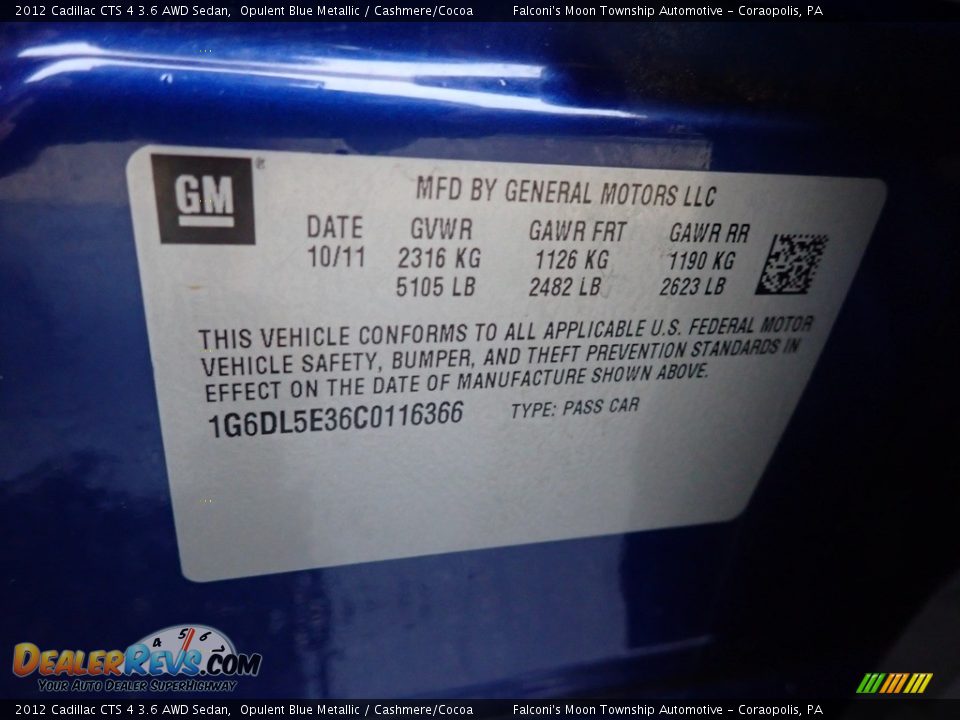 2012 Cadillac CTS 4 3.6 AWD Sedan,  Opulent Blue Metallic / Cashmere/Cocoa    Falconi's Moon Township Automotive - Coraopolis, PA
GM ®
MFD BY GENERAL MOTORS LLC
DATE GVWR GAWR FRT GAWR RR
10/11 2316 KG 1126 KG 1190 KG
5105 LB 2482 LB 2623 LB
THIS VEHICLE CONFORMS TO ALL APPLICABLE U.S. FEDERAL MOTOR
VEHICLE SAFETY, BUMPER, AND THEFT PREVENTION STANDARDS IN
EFFECT ON THE DATE OF MANUFACTURE SHOWN ABOVE.
1G6DL5E36C0116366 TYPE: PASS CAR
4 5 6
DealerRevs.com
Your Auto Dealer SuperHighway
2012 Cadillac CTS 4 3.6 AWD Sedan,  Opulent Blue Metallic / Cashmere/Cocoa    Falconi's Moon Township Automotive - Coraopolis, PA